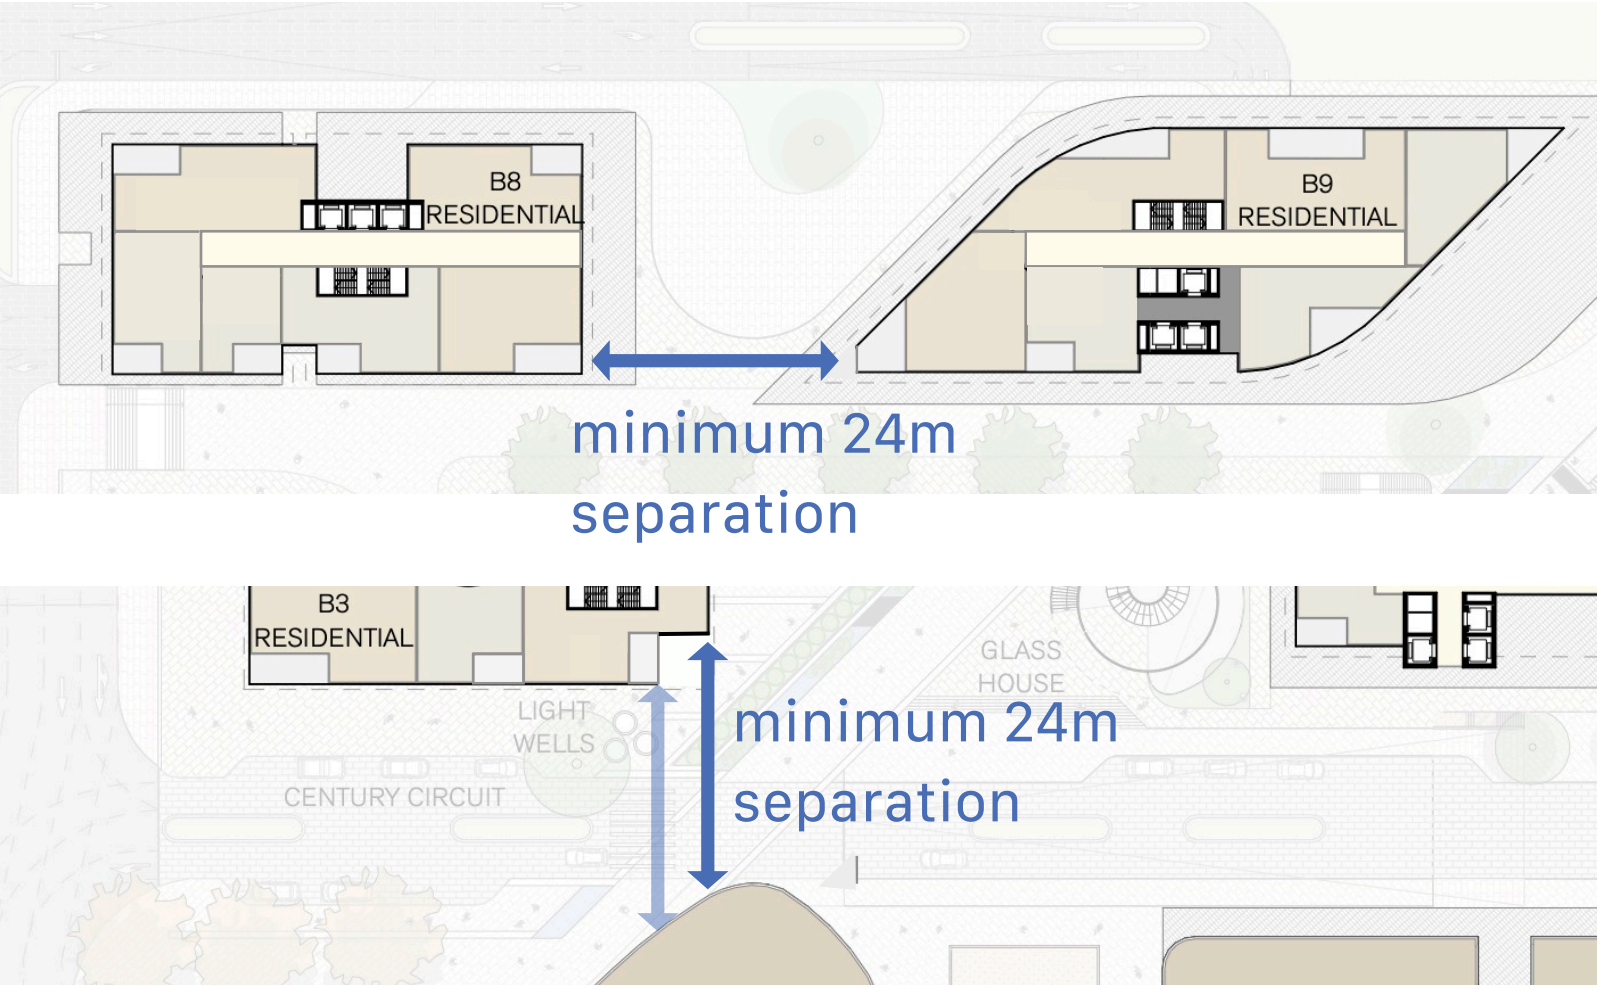 B8
RESIDENTIAL
B9
RESIDENTIAL
minimum 24m
separation
B3
RESIDENTIAL
GLASS
HOUSE
LIGHT
WELLS
minimum 24m
separation
CENTURY CIRCUIT